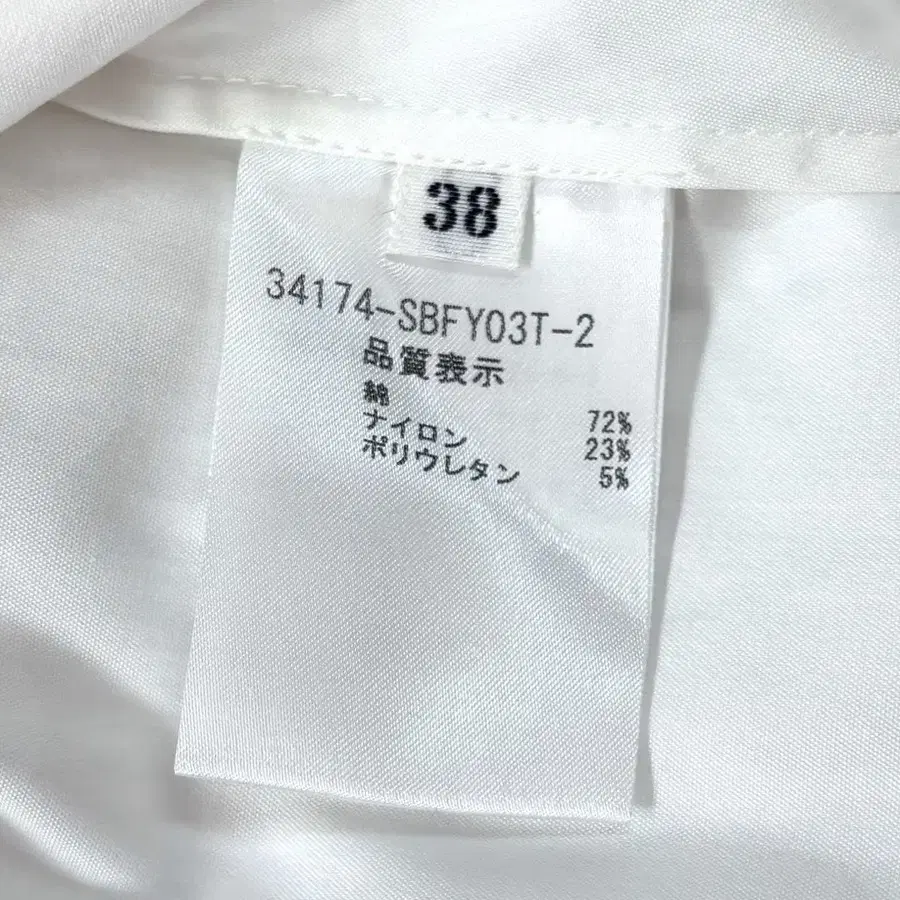 38
34174-SBFY03T-2
品質表示
綿 72%
ナイロン 23%
ポリウレタン 5%